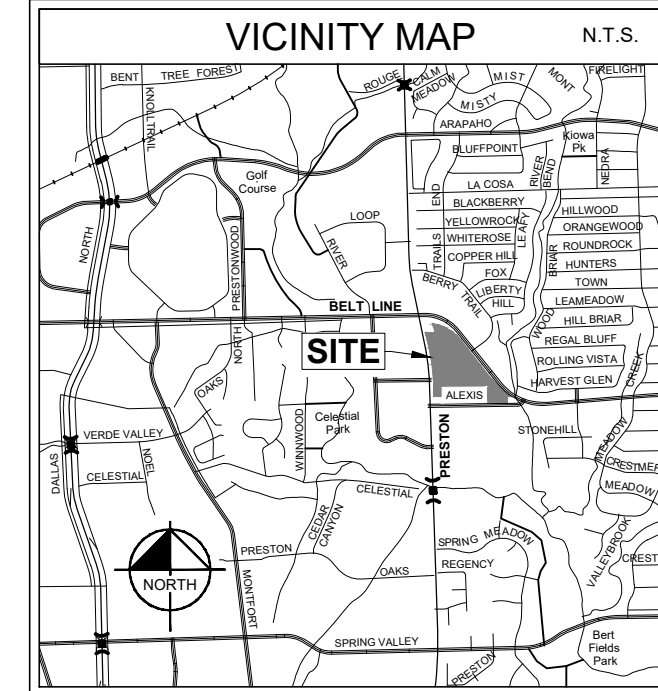 VICINITY MAP
N.T.S.
BENT
TREE FOREST
KNOLLTRAIL
ROUGE
CALM
MEADOW
MIST
MISTY
MONT
FIRELIGHT
ARAPAHO
Kiowa
Pk
BLUFFPOINT
Golf
Course
RIVER
BEND
NEDRA
LA COSA
END
BLACKBERRY
LOOP
HILLWOOD
YELLOWROCK
LEAFY
ORANGEWOOD
NORTH
RIVER
TRAILS
WHITEROSE
BRIAR
ROUNDROCK
COPPER HILL
HUNTERS
PRESTONWOOD
FOX
TOWN
BERRY
TRAIL
LIBERTY
HILL
LEAMEADOW
BELT LINE
WOOD
HILL BRIAR
NORTH
REGAL BLUFF
SITE
ROLLING VISTA
CREEK
OAKS
HARVEST GLEN
ALEXIS
Celestial
Park
WINNWOOD
STONEHILL
VERDE VALLEY
PRESTON
MEADOW
DALLAS
NOEL
CELESTIAL
CELESTIAL
CRESTMER
MEADOW
CEDAR
CANYON
VALLEYBROOK
SPRING MEADOW
PRESTON
OAKS
REGENCY
CREST
NORTH
MONTFORT
SPRING VALLEY
Bert
Fields
Park
PRESTON